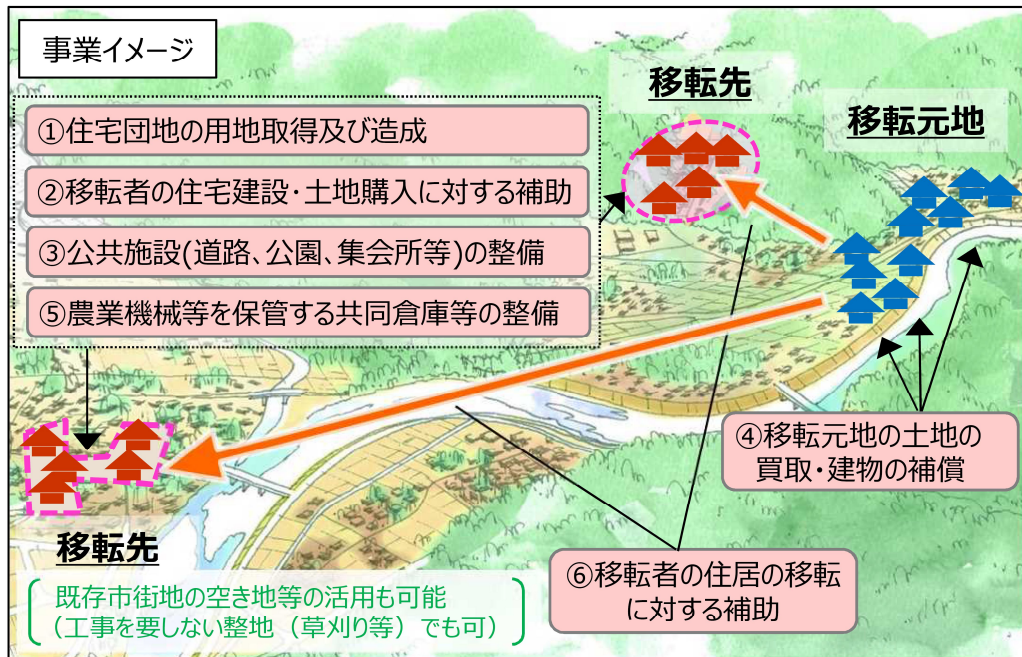 事業イメージ
移転先
移転元地
①住宅団地の用地取得及び造成
②移転者の住宅建設・土地購入に対する補助
③公共施設(道路、公園、集会所等)の整備
⑤農業機械等を保管する共同倉庫等の整備
④移転元地の土地の
買取・建物の補償
移転先
既存市街地の空き地等の活用も可能
（工事を要しない整地（草刈り等）でも可）
⑥移転者の住居の移転
に対する補助